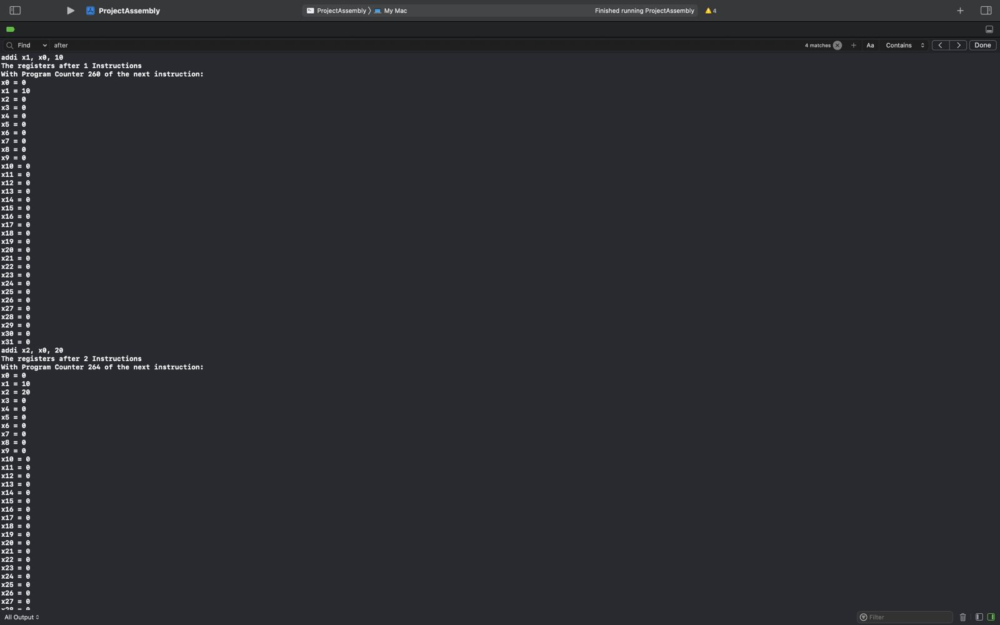 ProjectAssembly
ProjectAssembly 〉 My Mac
Finished running ProjectAssembly
4
Find
after
4 matches
Aa
Contains
Done
addi x1, x0, 10
The registers after 1 Instructions
With Program Counter 260 of the next instruction:
x0 = 0
x1 = 10
x2 = 0
x3 = 0
x4 = 0
x5 = 0
x6 = 0
x7 = 0
x8 = 0
x9 = 0
x10 = 0
x11 = 0
x12 = 0
x13 = 0
x14 = 0
x15 = 0
x16 = 0
x17 = 0
x18 = 0
x19 = 0
x20 = 0
x21 = 0
x22 = 0
x23 = 0
x24 = 0
x25 = 0
x26 = 0
x27 = 0
x28 = 0
x29 = 0
x30 = 0
x31 = 0
addi x2, x0, 20
The registers after 2 Instructions
With Program Counter 264 of the next instruction:
x0 = 0
x1 = 10
x2 = 20
x3 = 0
x4 = 0
x5 = 0
x6 = 0
x7 = 0
x8 = 0
x9 = 0
x10 = 0
x11 = 0
x12 = 0
x13 = 0
x14 = 0
x15 = 0
x16 = 0
x17 = 0
x18 = 0
x19 = 0
x20 = 0
x21 = 0
x22 = 0
x23 = 0
x24 = 0
x25 = 0
x26 = 0
x27 = 0
x28 = 0
All Output
Filter